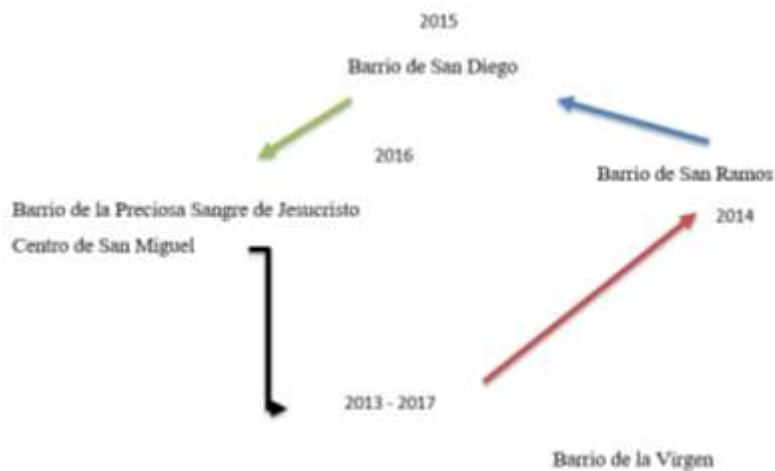 2015
Barrio de San Diego
2016
Barrio de San Ramos
Barrio de la Preciosa Sangre de Jesucristo
2014
Centro de San Miguel
2013 - 2017
Barrio de la Virgen